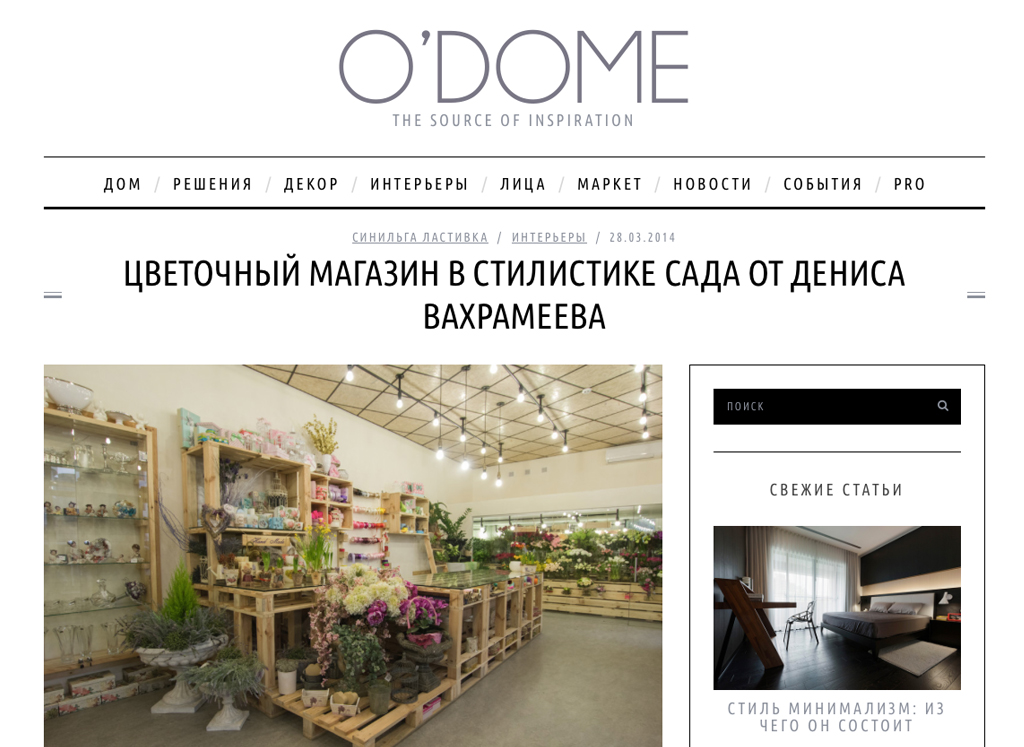 O'DOME
THE SOURCE OF INSPIRATION
ДОМ / РЕШЕНИЯ / ДЕКОР / ИНТЕРЬЕРЫ / ЛИЦА / МАРКЕТ / НОВОСТИ / СОБЫТИЯ / PRO
СИНИЛЬГА ЛАСТИВКА / ИНТЕРЬЕРЫ / 28.03.2014
ЦВЕТОЧНЫЙ МАГАЗИН В СТИЛИСТИКЕ САДА ОТ ДЕНИСА
ВАХРАМЕЕВА
ПОИСК
СВЕЖИЕ СТАТЬИ
СТИЛЬ МИНИМАЛИЗМ: ИЗ
ЧЕГО ОН СОСТОИТ